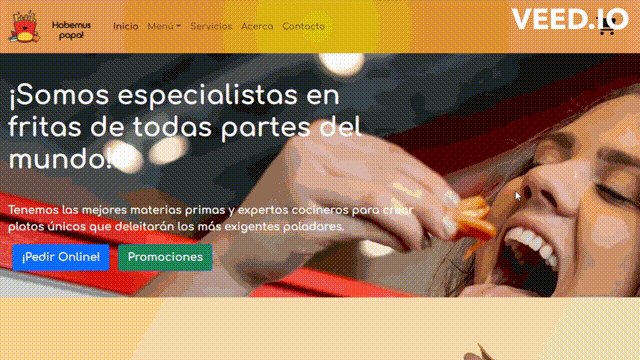 Habemus
papa!
Inicio Menú Servicios Acerca Contacto
VEED.IO
¡Somos especialistas en
fritas de todas partes del
mundo!
Tenemos las mejores materias primas y expertos cocineros para crear
platos únicos que deleitarán los más exigentes paladares.
¡Pedir Online! Promociones